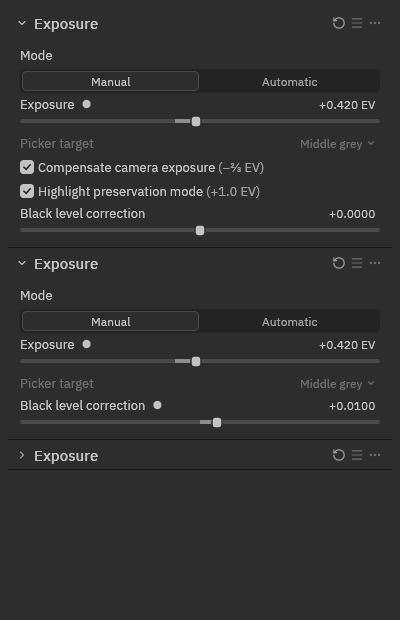 Exposure
Mode
Manual Automatic
Exposure +0.420 EV
Picker target Middle grey
Compensate camera exposure (−⅔ EV)
Highlight preservation mode (+1.0 EV)
Black level correction +0.0000
Exposure
Mode
Manual Automatic
Exposure +0.420 EV
Picker target Middle grey
Black level correction +0.0100
Exposure